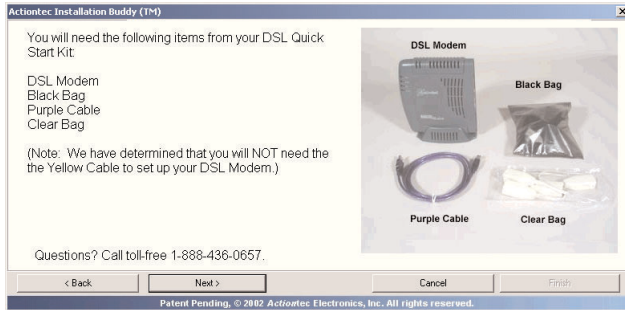 Actiontec Installation Buddy (TM)
You will need the following items from your DSL Quick
Start Kit:
DSL Modem
Black Bag
Purple Cable
Clear Bag
(Note: We have determined that you will NOT need the
the Yellow Cable to set up your DSL Modem.)
Questions? Call toll-free 1-888-436-0657.
DSL Modem
Black Bag
Purple Cable
Clear Bag
< Back
Next >
Cancel
Finish
Patent Pending, © 2002 Actiontec Electronics, Inc. All rights reserved.